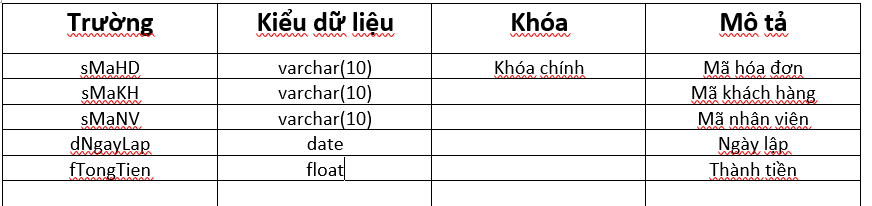 Trường Kiểu dữ liệu Khóa Mô tả
sMaHD varchar(10) Khóa chính Mã hóa đơn
sMaKH varchar(10) Mã khách hàng
sMaNV varchar(10) Mã nhân viên
dNgayLap date Ngày lập
fTongTien float Thành tiền